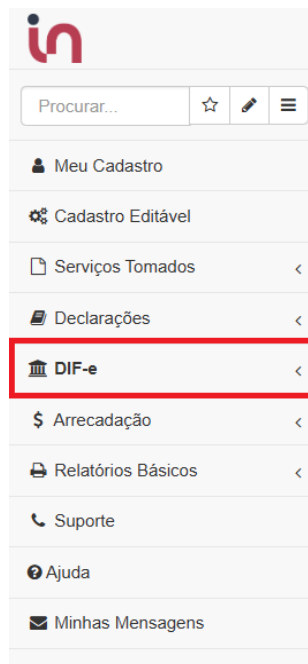 in
Procurar...
Meu Cadastro
Cadastro Editável
Serviços Tomados
Declarações
DIF-e
Arrecadação
Relatórios Básicos
Suporte
Ajuda
Minhas Mensagens